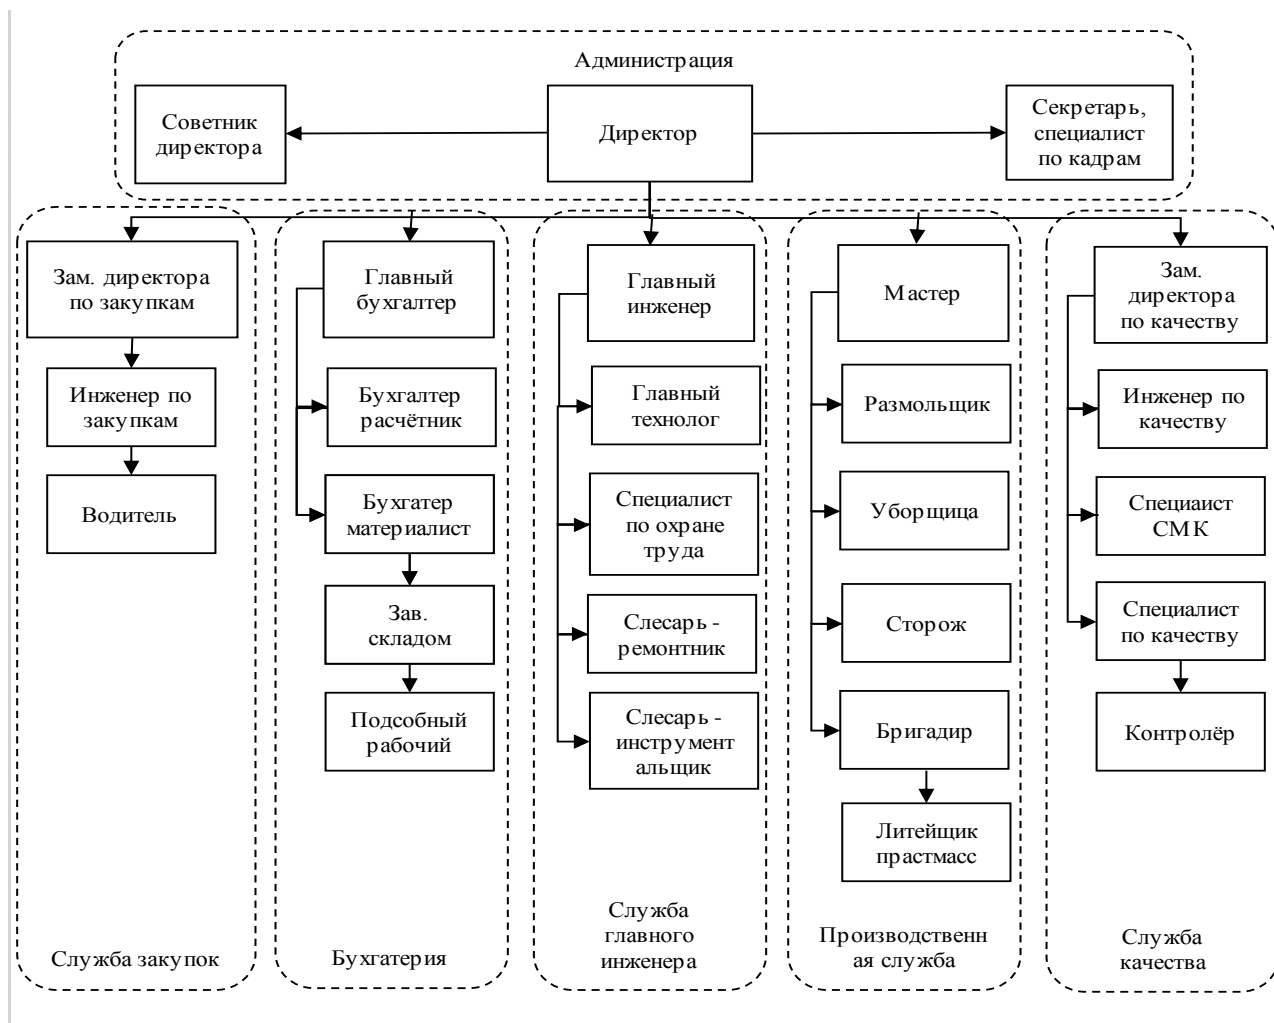 Администрация
Советник
директора
Директор
Секретарь,
специалист
по кадрам
Зам. директора
по закупкам
Инженер по
закупкам
Водитель
Служба закупок
Главный
бухгалтер
Бухгалтер
расчётник
Бухгатер
материалист
Зав.
складом
Подсобный
рабочий
Бухгатерия
Главный
инженер
Главный
технолог
Специалист
по охране
труда
Слесарь -
ремонтник
Слесарь -
инструмент
альщик
Служба
главного
инженера
Мастер
Размольщик
Уборщица
Сторож
Бригадир
Литейщик
прастмасс
Производственн
ая служба
Зам.
директора
по качеству
Инженер по
качеству
Специаист
СМК
Специалист
по качеству
Контролёр
Служба
качества